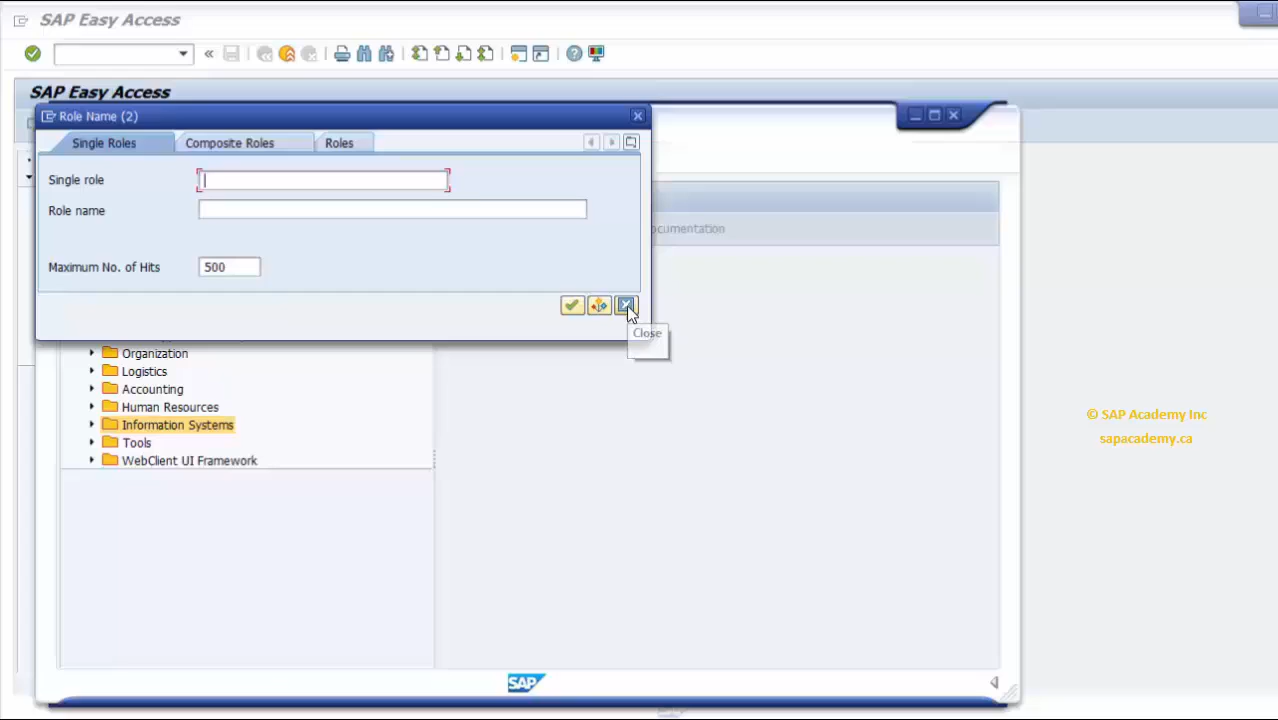 SAP Easy Access
SAP Easy Access
Role Name (2)
Single Roles
Composite Roles
Roles
Single role
Role name
ocumentation
Maximum No. of Hits
500
Close
Organization
Logistics
Accounting
Human Resources
Information Systems
Tools
WebClient UI Framework
© SAP Academy Inc
sapacademy.ca
SAP